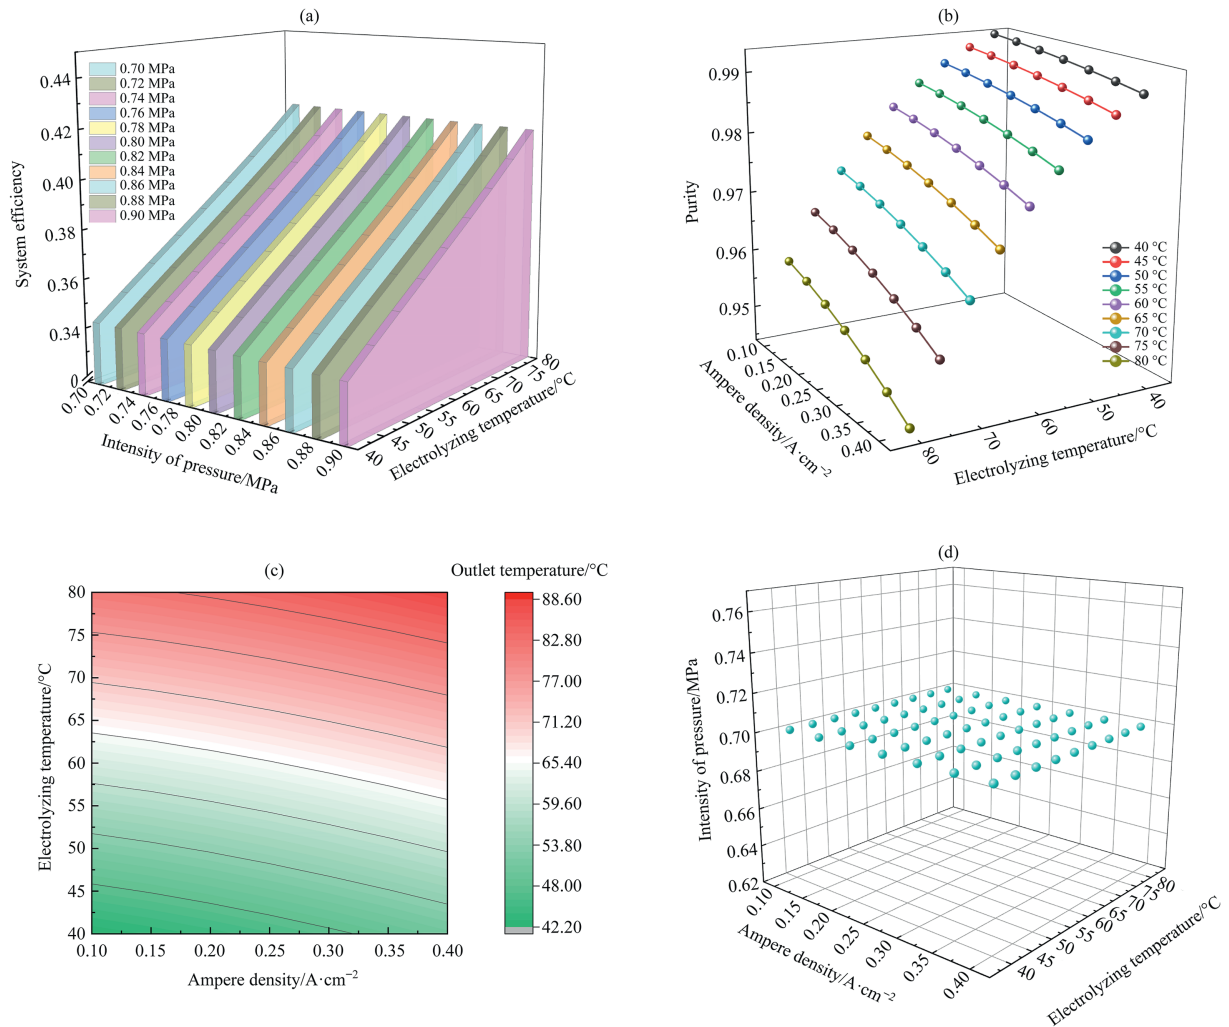 (a)
0.44
0.42
0.40
0.38
0.36
0.34
0
System efficiency
0.70 MPa
0.72 MPa
0.74 MPa
0.76 MPa
0.78 MPa
0.80 MPa
0.82 MPa
0.84 MPa
0.86 MPa
0.88 MPa
0.90 MPa
0.70
0.72
0.74
0.76
0.78
0.80
0.82
0.84
0.86
0.88
0.90
Intensity of pressure/MPa
40
45
50
55
60
65
70
75
80
Electrolyzing temperature/°C
(b)
0.99
0.98
0.97
0.96
0.95
Purity
40 °C
45 °C
50 °C
55 °C
60 °C
65 °C
70 °C
75 °C
80 °C
0.10
0.15
0.20
0.25
0.30
0.35
0.40
Ampere density/A·cm⁻²
80
70
60
50
40
Electrolyzing temperature/°C
(c)
Outlet temperature/°C
80
75
70
65
60
55
50
45
40
Electrolyzing temperature/°C
0.10 0.15 0.20 0.25 0.30 0.35 0.40
Ampere density/A·cm⁻²
88.60
82.80
77.00
71.20
65.40
59.60
53.80
48.00
42.20
(d)
0.76
0.74
0.72
0.70
0.68
0.66
0.64
0.62
Intensity of pressure/MPa
0.10
0.15
0.20
0.25
0.30
0.35
0.40
Ampere density/A·cm⁻²
40
45
50
55
60
65
70
75
80
Electrolyzing temperature/°C